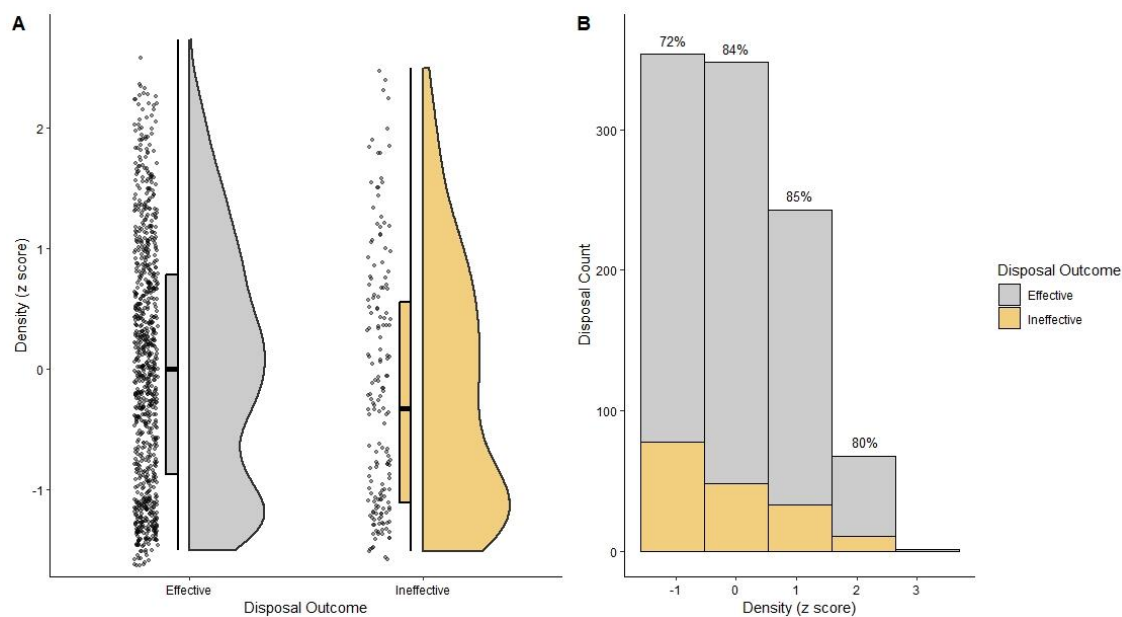 A
Density (z score)
2
1
0
-1
Effective
Ineffective
Disposal Outcome
B
Disposal Count
300
200
100
0
72%
84%
85%
80%
-1
0
1
2
3
Density (z score)
Disposal Outcome
Effective
Ineffective